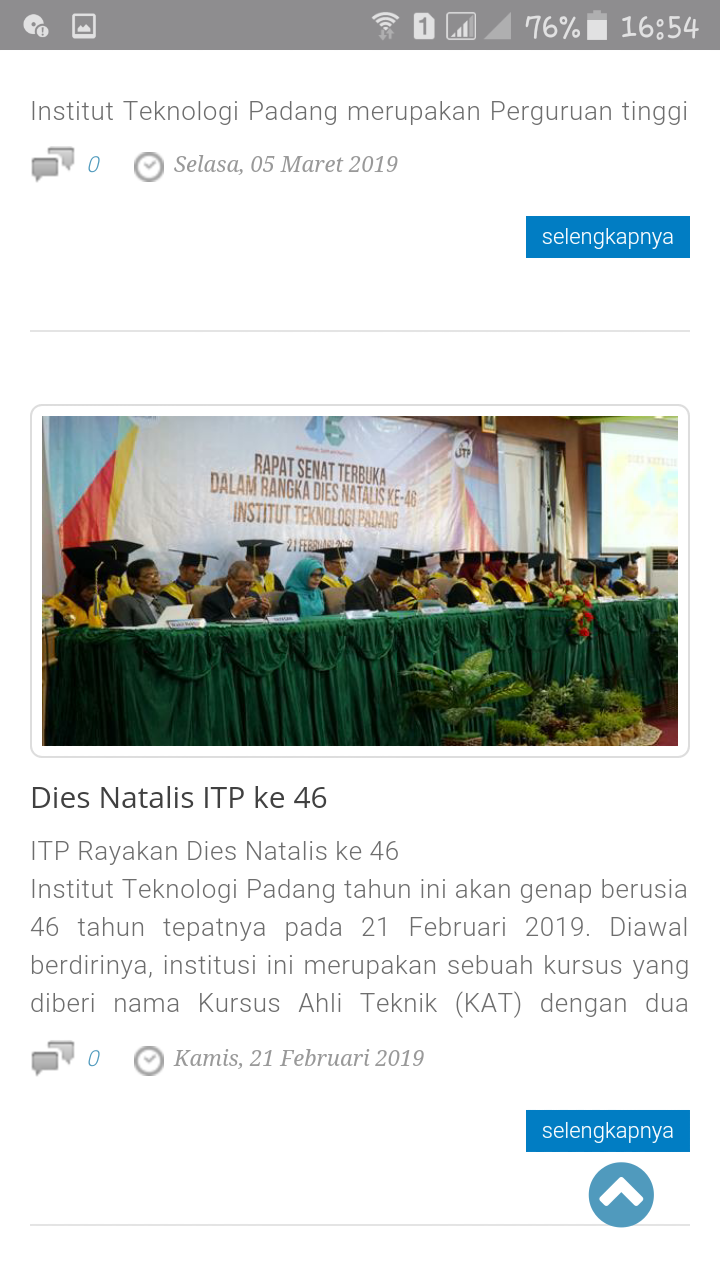 76% 16:54
Institut Teknologi Padang merupakan Perguruan tinggi
0 Selasa, 05 Maret 2019
selengkapnya
46
ITP
RAPAT SENAT TERBUKA
DALAM RANGKA DIES NATALIS KE-46
INSTITUT TEKNOLOGI PADANG
21 FEBRUARI 2019
DIES NATALIS
Dies Natalis ITP ke 46
ITP Rayakan Dies Natalis ke 46
Institut Teknologi Padang tahun ini akan genap berusia
46 tahun tepatnya pada 21 Februari 2019. Diawal
berdirinya, institusi ini merupakan sebuah kursus yang
diberi nama Kursus Ahli Teknik (KAT) dengan dua
0 Kamis, 21 Februari 2019
selengkapnya